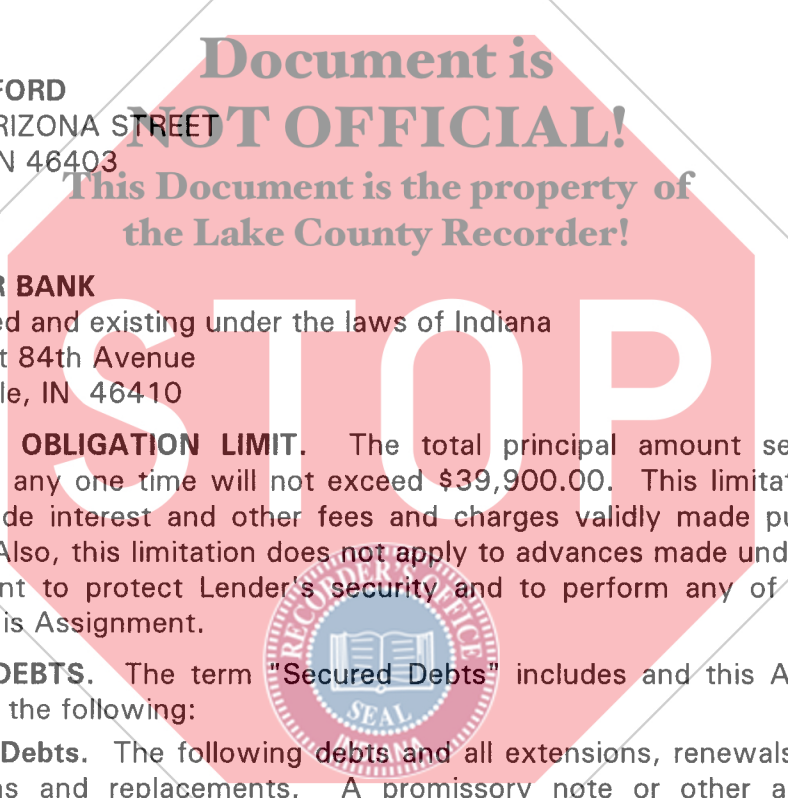 Document is
FORD
RIZONA STREET
NOT OFFICIAL!
N 46403
This Document is the property of
the Lake County Recorder!
R BANK
ed and existing under the laws of Indiana
t 84th Avenue
le, IN 46410
STOP
OBLIGATION LIMIT. The total principal amount se
any one time will not exceed $39,900.00. This limitat
de interest and other fees and charges validly made pu
Also, this limitation does not apply to advances made und
nt to protect Lender's security and to perform any of
is Assignment.
RECORDER'S OFFICE
SEAL
INDIANA
DEBTS. The term "Secured Debts" includes and this A
the following:
Debts. The following debts and all extensions, renewals
ns and replacements. A promissory note or other a